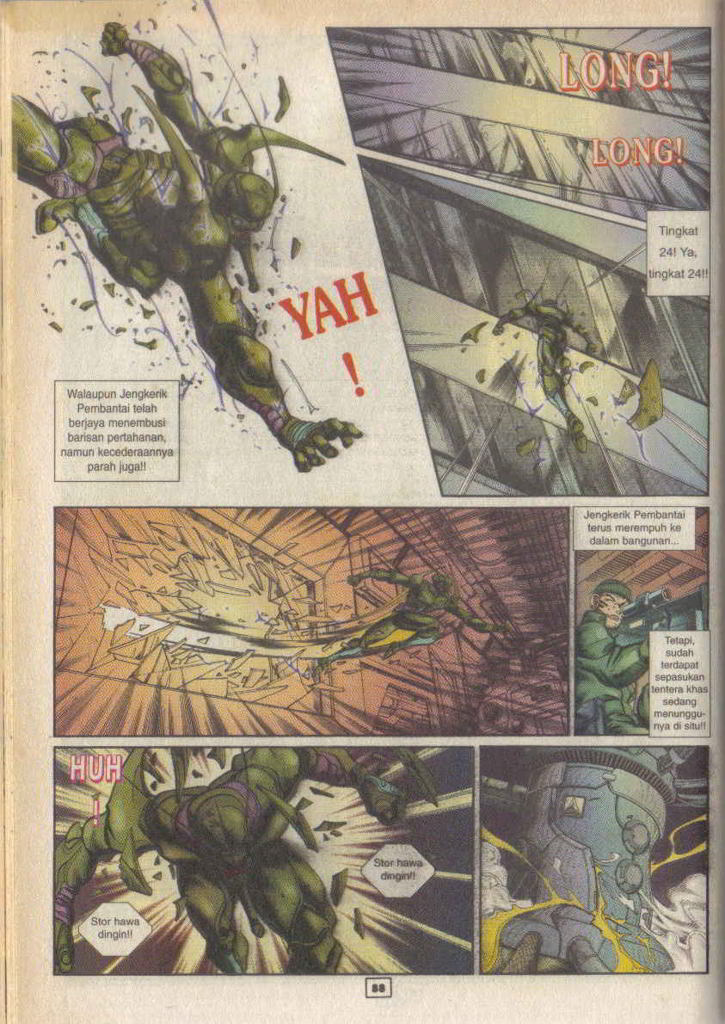 LONG!
LONG!
Tingkat
24! Ya,
tingkat 24!!
YAH
!
Walaupun Jengkerik
Pembantai telah
berjaya menembusi
barisan pertahanan,
namun kecederaannya
parah juga!!
Jengkerik Pembantai
terus merempuh ke
dalam bangunan...
Tetapi,
sudah
terdapat
sepasukan
tentera khas
sedang
menunggu-
nya di situ!!
HUH
!
Stor hawa
dingin!!
Stor hawa
dingin!!
88